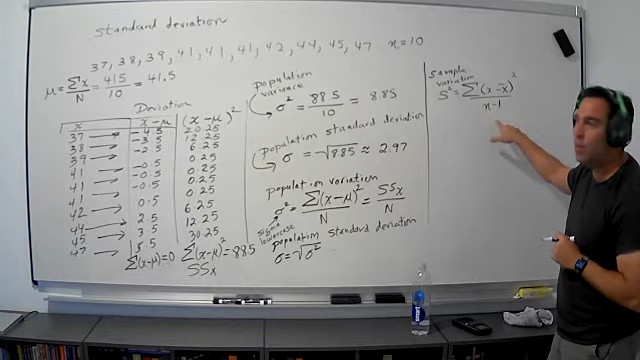 Standard deviation
37, 38, 39, 41, 41, 41, 42, 44, 45, 47 n=10
μ = Σx/N = 415/10 = 41.5
Deviation
x | x-μ | (x-μ)²
37 → -4.5 20.25
38 → -3.5 12.25
39 → -2.5 6.25
41 → -0.5 0.25
41 → -0.5 0.25
41 → -0.5 0.25
42 → 0.5 0.25
44 → 2.5 6.25
45 → 3.5 12.25
47 → 5.5 30.25
Σ(x-μ)=0 Σ(x-μ)²=88.5
SSx
population variance
σ² = 88.5/10 = 8.85
population standard deviation
σ = √8.85 ≈ 2.97
population variation
σ² = Σ(x-μ)²/N = SSx/N
sigma lowercase
population standard deviation
σ=√σ²
Sample variation
S² = Σ(x-x̄)²/n-1
smart